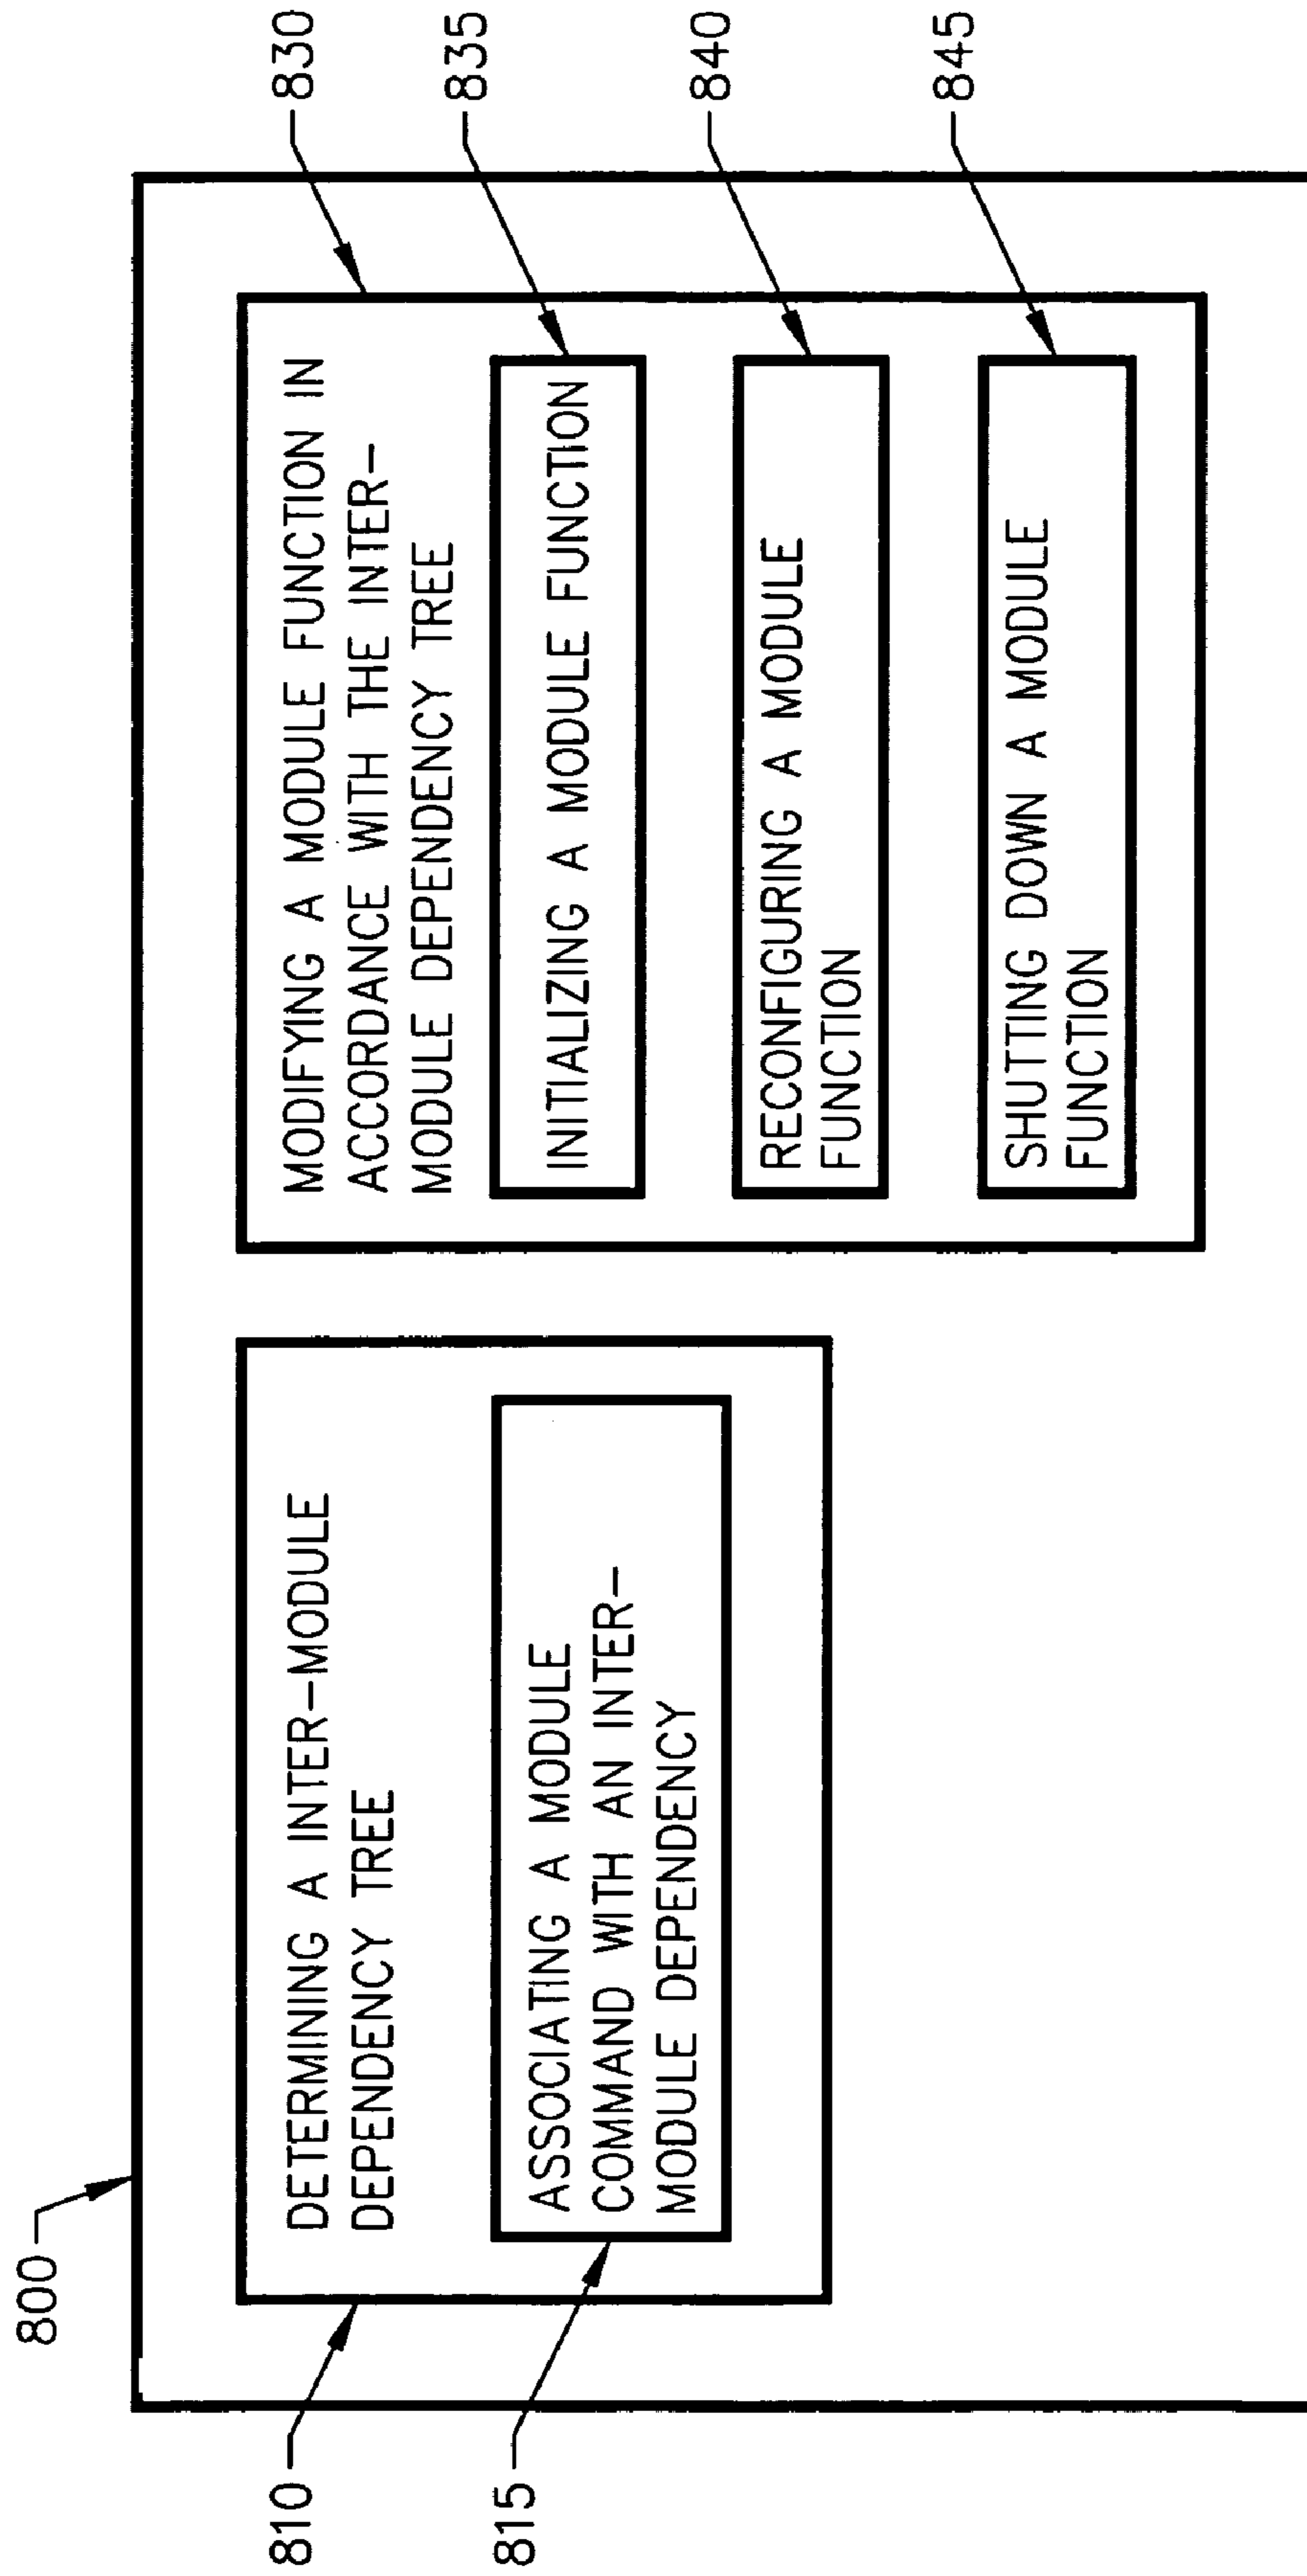 800
810
DETERMINING A INTER-MODULE
DEPENDENCY TREE
815
ASSOCIATING A MODULE
COMMAND WITH AN INTER-
MODULE DEPENDENCY
830
MODIFYING A MODULE FUNCTION IN
ACCORDANCE WITH THE INTER-
MODULE DEPENDENCY TREE
835
INITIALIZING A MODULE FUNCTION
840
RECONFIGURING A MODULE
FUNCTION
845
SHUTTING DOWN A MODULE
FUNCTION